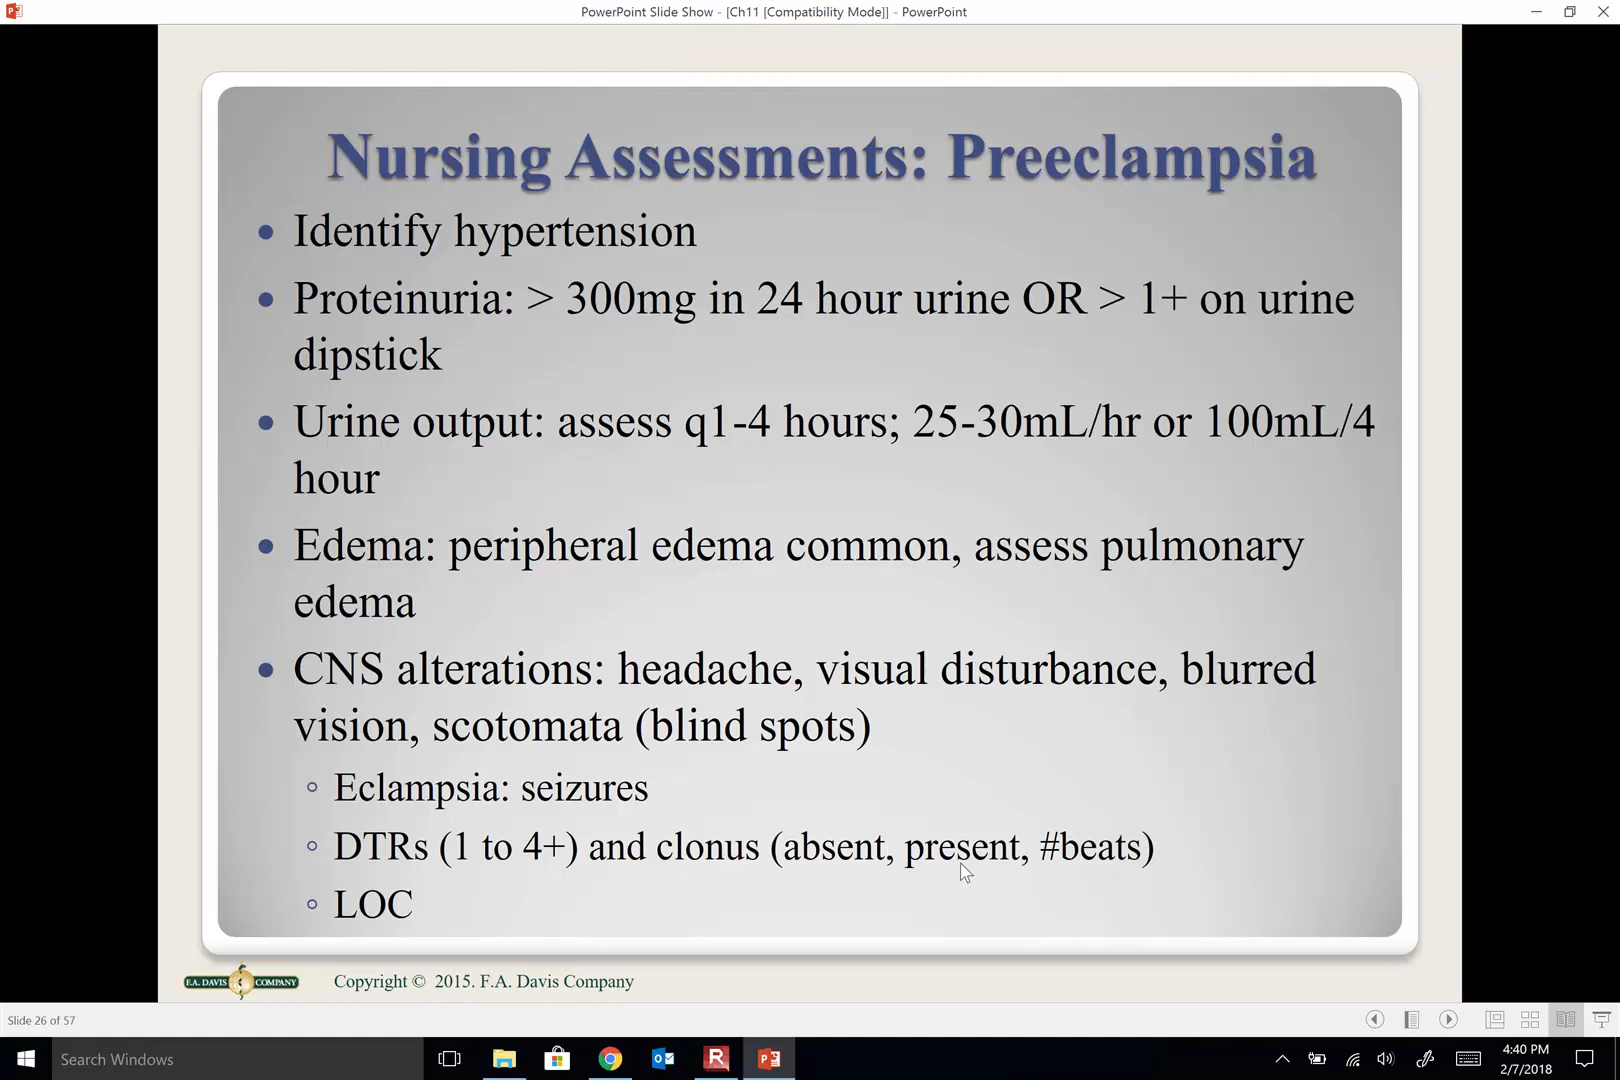 PowerPoint Slide Show - [Ch11 [Compatibility Mode]] - PowerPoint
Nursing Assessments: Preeclampsia
• Identify hypertension
• Proteinuria: > 300mg in 24 hour urine OR > 1+ on urine
dipstick
• Urine output: assess q1-4 hours; 25-30mL/hr or 100mL/4
hour
• Edema: peripheral edema common, assess pulmonary
edema
• CNS alterations: headache, visual disturbance, blurred
vision, scotomata (blind spots)
◦ Eclampsia: seizures
◦ DTRs (1 to 4+) and clonus (absent, present, #beats)
◦ LOC
F.A. DAVIS COMPANY
Copyright © 2015. F.A. Davis Company
Slide 26 of 57
Search Windows
4:40 PM
2/7/2018